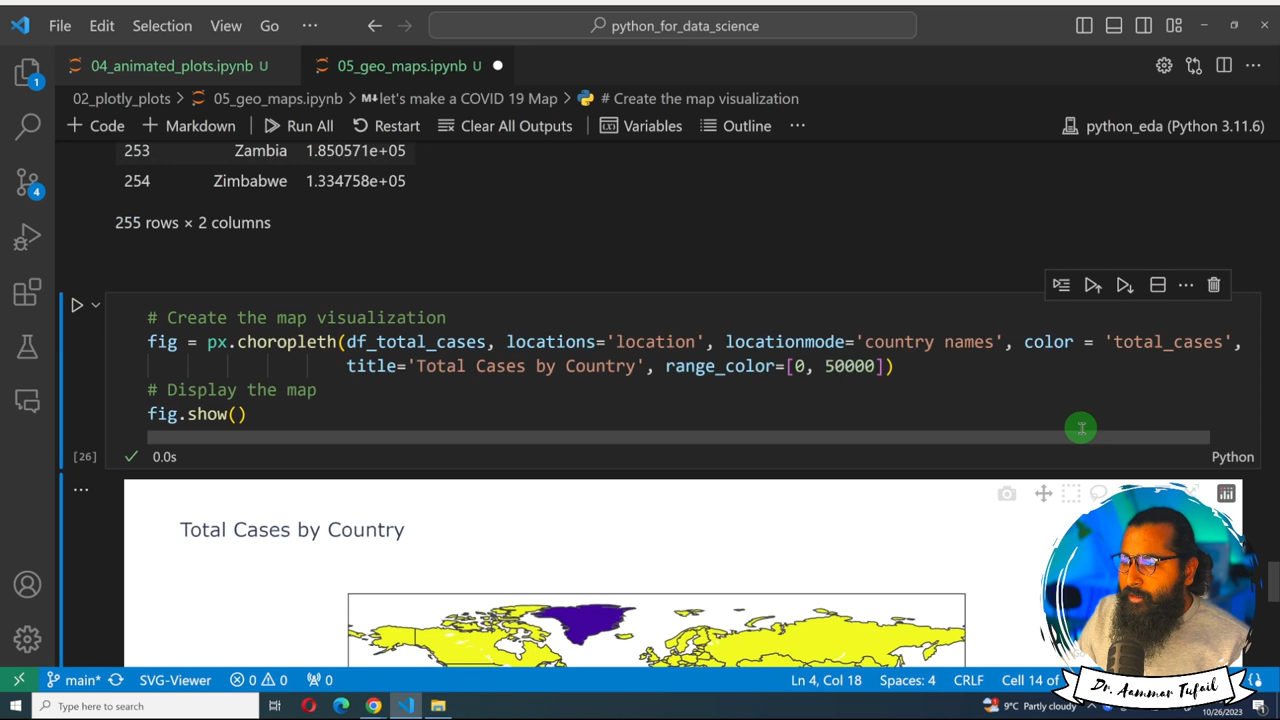 File Edit Selection View Go ··· python_for_data_science
04_animated_plots.ipynb U 05_geo_maps.ipynb U
02_plotly_plots > 05_geo_maps.ipynb > M↓let's make a COVID 19 Map > # Create the map visualization
+ Code + Markdown Run All Restart Clear All Outputs Variables Outline ··· python_eda (Python 3.11.6)
253 Zambia 1.850571e+05
254 Zimbabwe 1.334758e+05
255 rows × 2 columns
# Create the map visualization
fig = px.choropleth(df_total_cases, locations='location', locationmode='country names', color = 'total_cases',
title='Total Cases by Country', range_color=[0, 50000])
# Display the map
fig.show()
[26] ✓ 0.0s Python
Total Cases by Country
1
4
main* SVG-Viewer 0 0 0 Ln 4, Col 18 Spaces: 4 CRLF Cell 14 of
Dr. Aammar Tufail
Type here to search 9°C Partly cloudy 10/26/2023